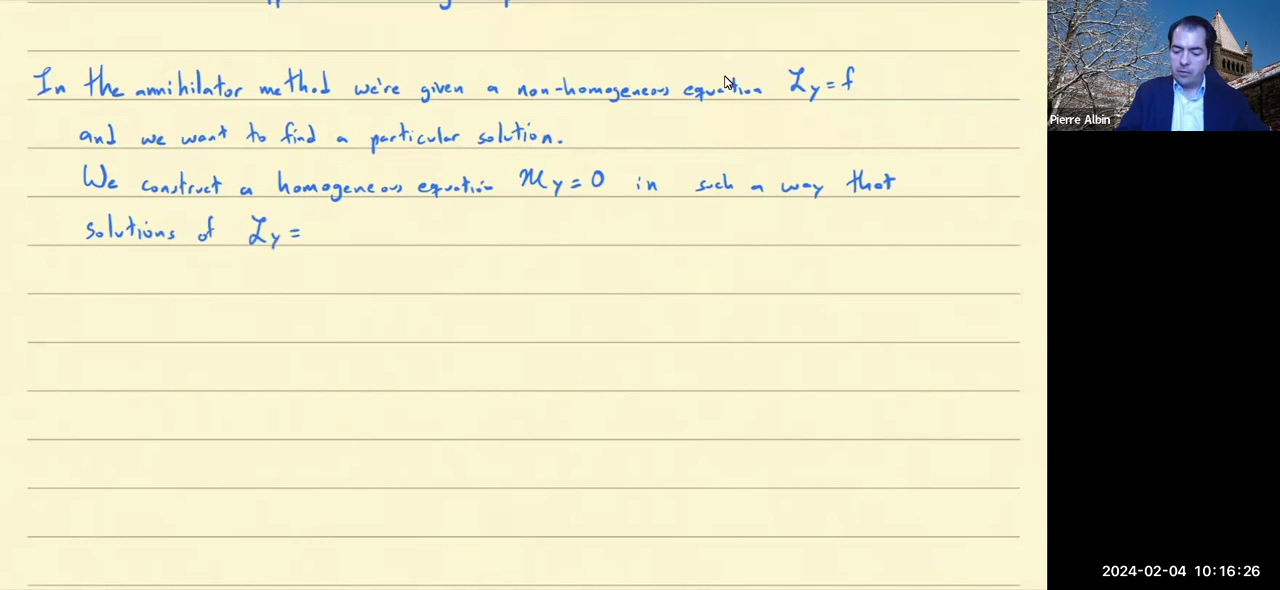 In the annihilator method we're given a non-homogeneous equation ℒy = f
and we want to find a particular solution.
We construct a homogeneous equation ℳy = 0 in such a way that
solutions of ℒy =
Pierre Albin
2024-02-04 10:16:26